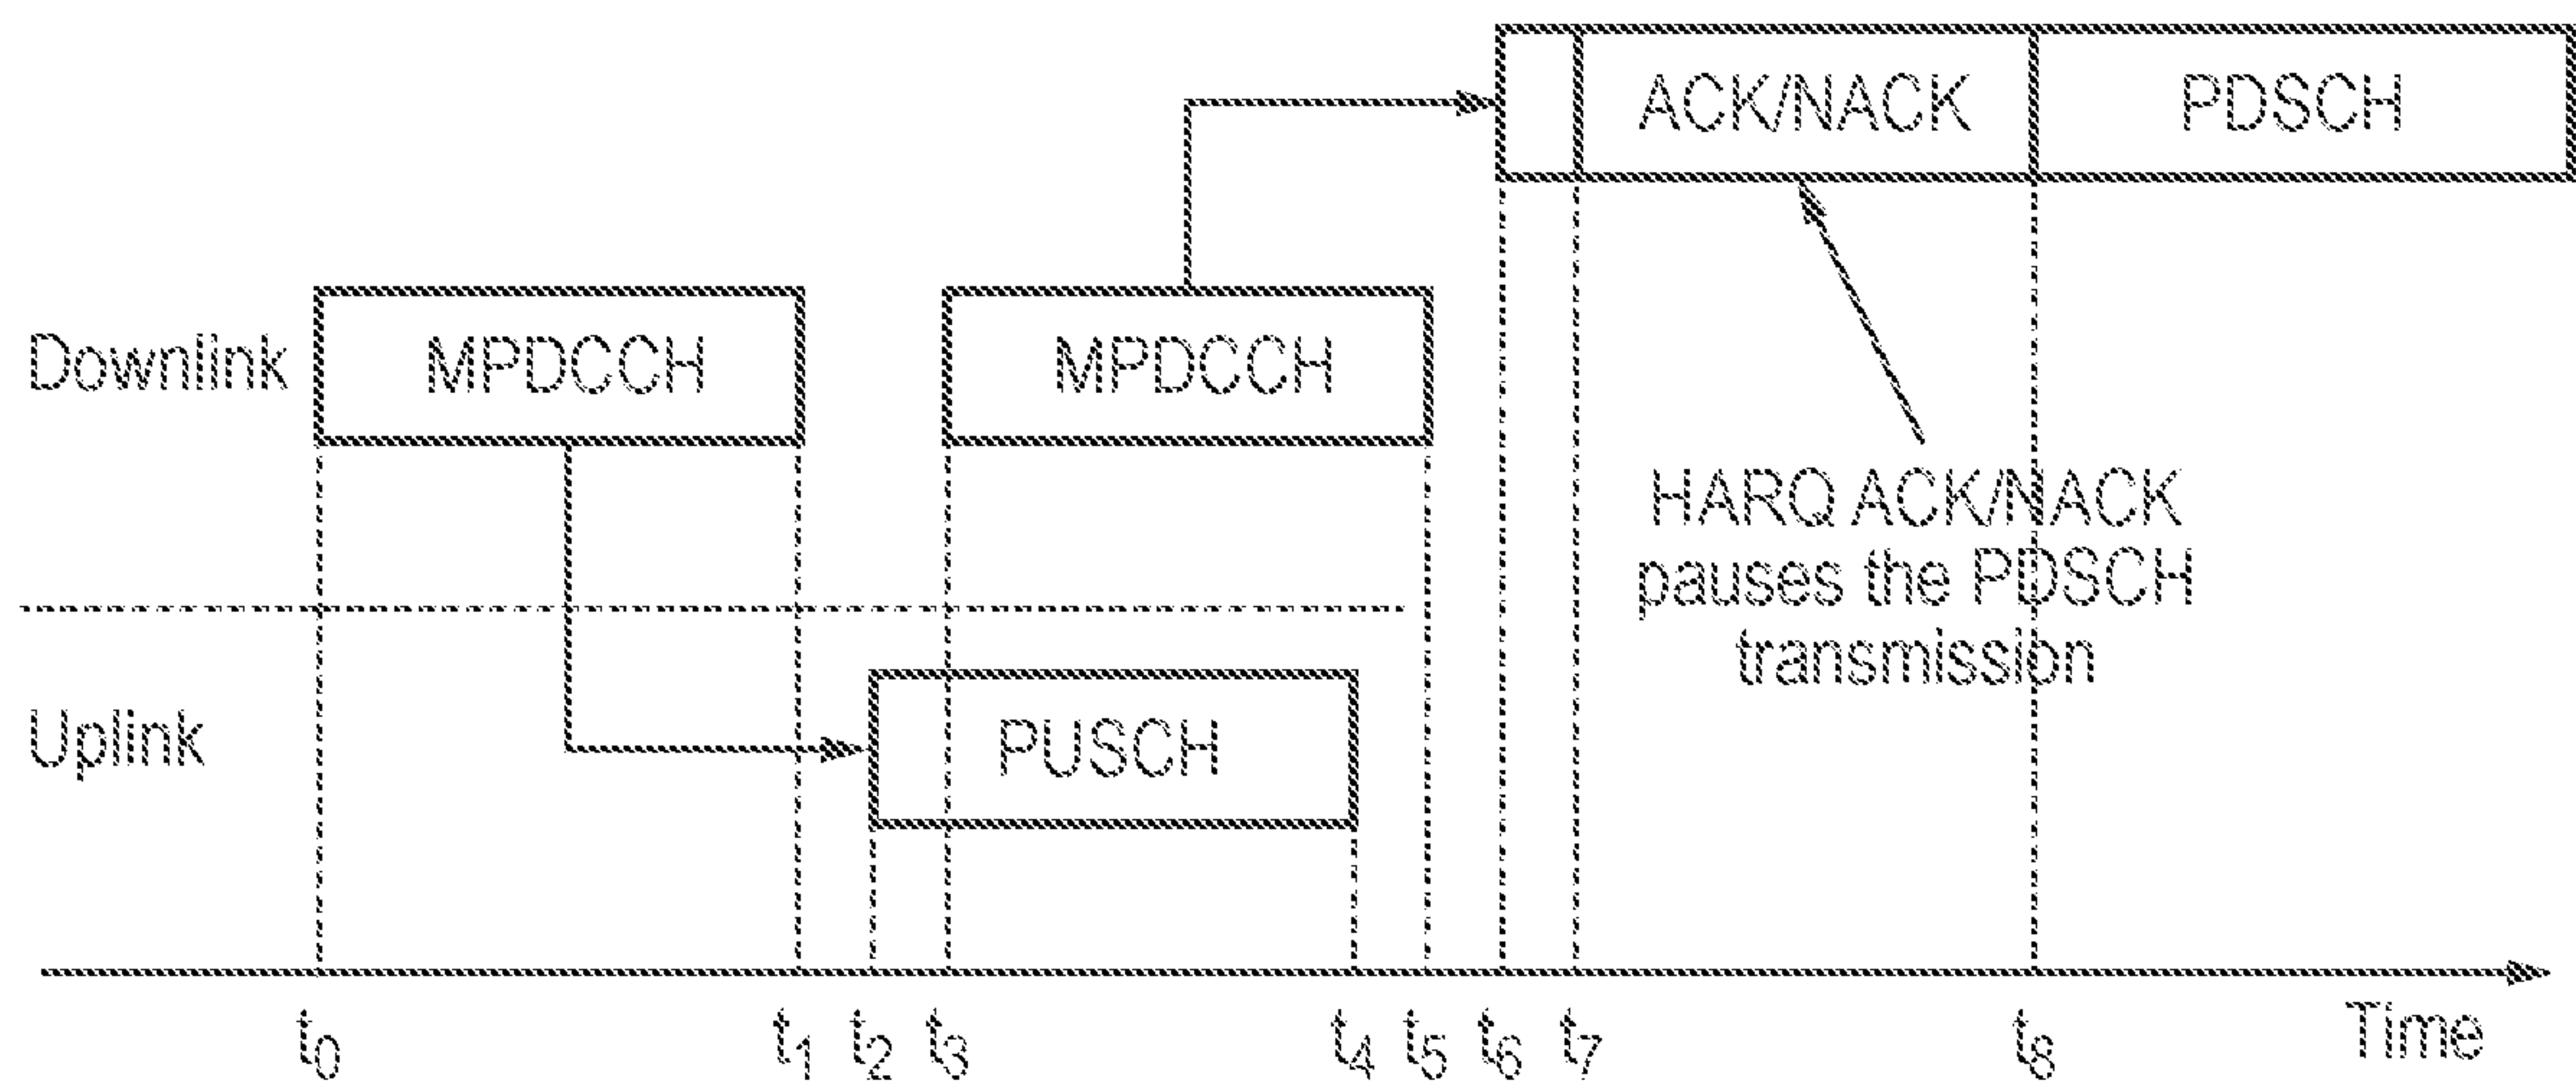 ACK/NACK PDSCH
Downlink MPDCCH MPDCCH
HARQ ACK/NACK
pauses the PDSCH
transmission
Uplink PUSCH
t0 t1 t2 t3 t4 t5 t6 t7 t8 Time